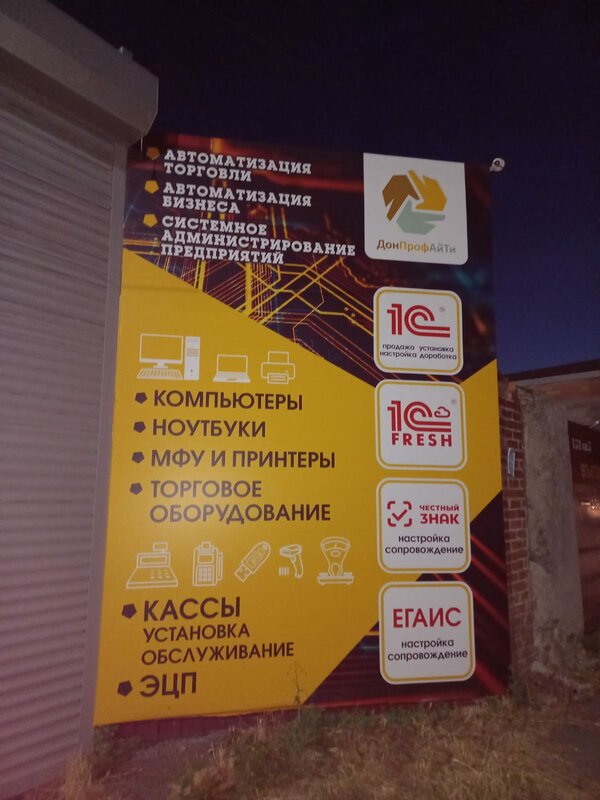 АВТОМАТИЗАЦИЯ
ТОРГОВЛИ
АВТОМАТИЗАЦИЯ
БИЗНЕСА
СИСТЕМНОЕ
АДМИНИСТРИРОВАНИЕ
ПРЕДПРИЯТИЙ
ДонПрофАйТи
1С®
продажа установка
настройка доработка
1С®
FRESH
ЧЕСТНЫЙ
ЗНАК
настройка
сопровождение
ЕГАИС
настройка
сопровождение
КОМПЬЮТЕРЫ
НОУТБУКИ
МФУ И ПРИНТЕРЫ
ТОРГОВОЕ
ОБОРУДОВАНИЕ
КАССЫ
УСТАНОВКА
ОБСЛУЖИВАНИЕ
ЭЦП